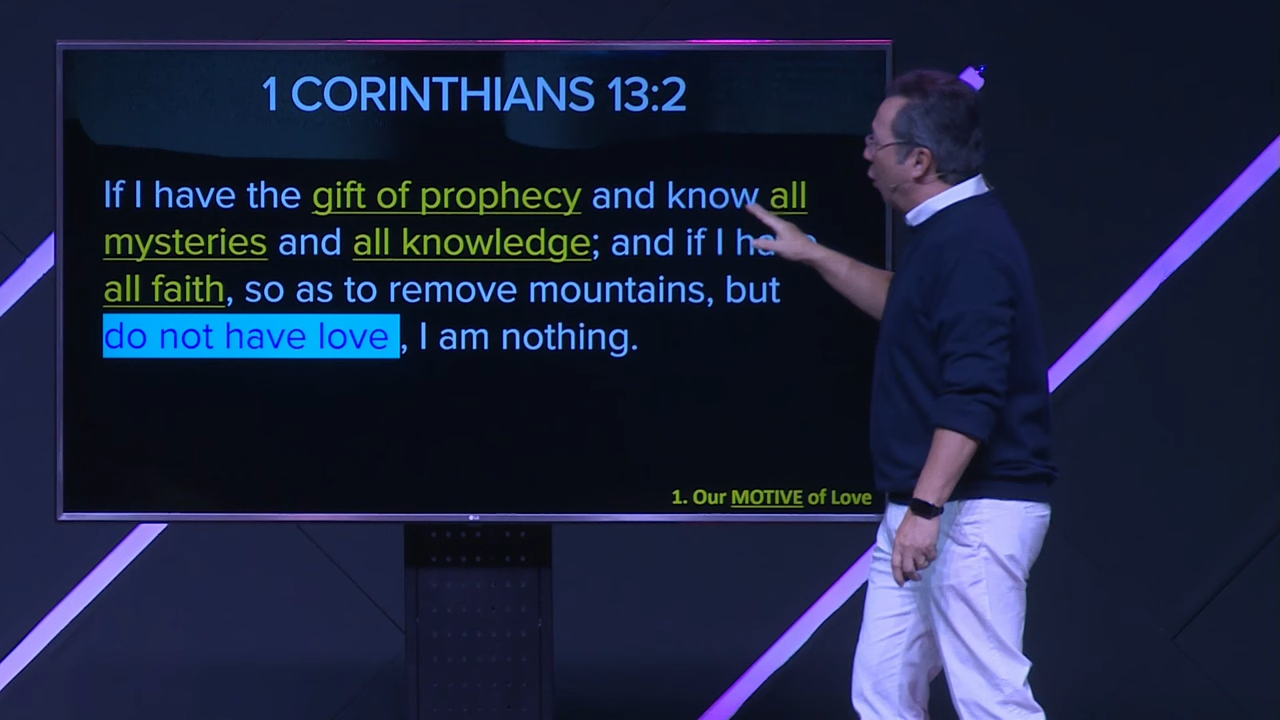 1 CORINTHIANS 13:2
If I have the gift of prophecy and know all
mysteries and all knowledge; and if I
all faith, so as to remove mountains, but
do not have love , I am nothing.
1. Our MOTIVE of Love
LG